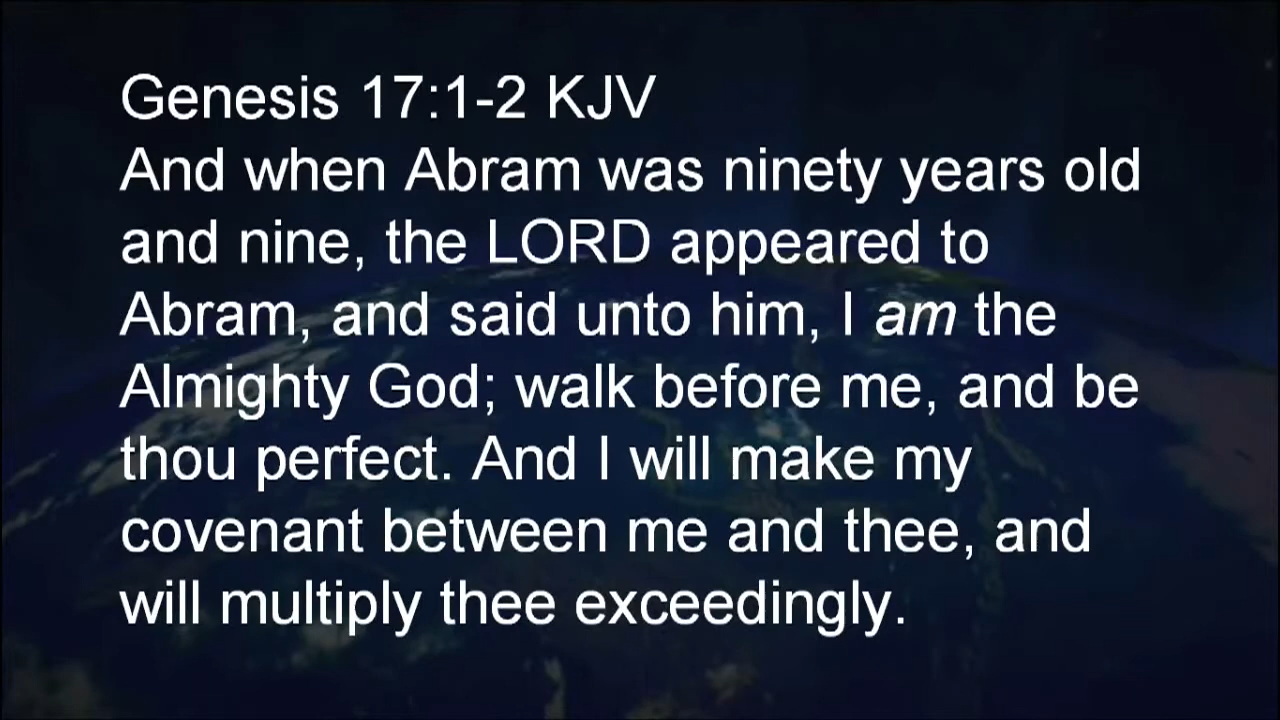 Genesis 17:1-2 KJV
And when Abram was ninety years old
and nine, the LORD appeared to
Abram, and said unto him, I am the
Almighty God; walk before me, and be
thou perfect. And I will make my
covenant between me and thee, and
will multiply thee exceedingly.